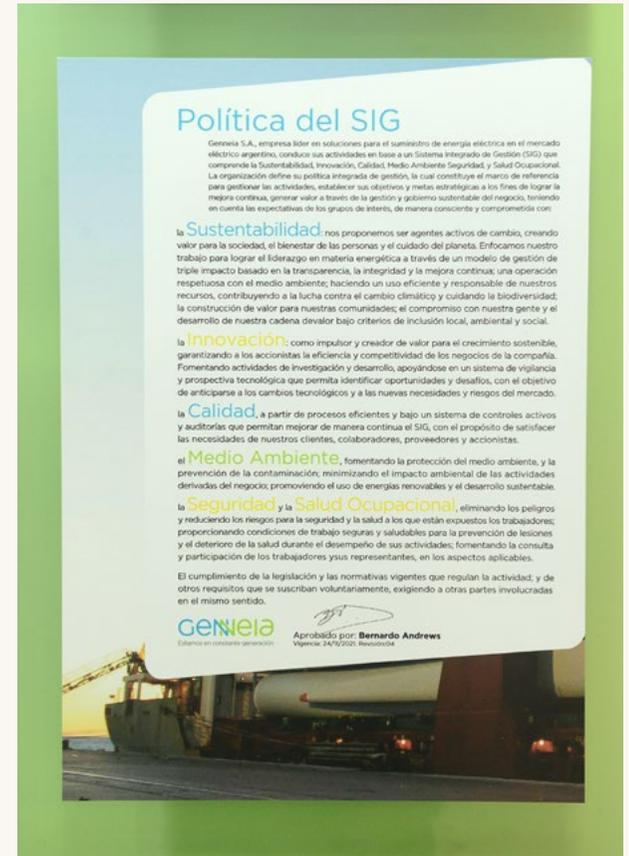 Política del SIG
Genneia S.A., empresa líder en soluciones para el suministro de energía eléctrica en el mercado
eléctrico argentino, conduce sus actividades en base a un Sistema Integrado de Gestión (SIG) que
comprende la Sustentabilidad, Innovación, Calidad, Medio Ambiente Seguridad, y Salud Ocupacional.
La organización define su política integrada de gestión, la cual constituye el marco de referencia
para gestionar las actividades, establecer sus objetivos y metas estratégicas a los fines de lograr la
mejora continua, generar valor a través de la gestión y gobierno sustentable del negocio, teniendo
en cuenta las expectativas de los grupos de interés, de manera consciente y comprometida con:
la Sustentabilidad: nos proponemos ser agentes activos de cambio, creando
valor para la sociedad, el bienestar de las personas y el cuidado del planeta. Enfocamos nuestro
trabajo para lograr el liderazgo en materia energética a través de un modelo de gestión de
triple impacto basado en la transparencia, la integridad y la mejora continua; una operación
respetuosa con el medio ambiente; haciendo un uso eficiente y responsable de nuestros
recursos, contribuyendo a la lucha contra el cambio climático y cuidando la biodiversidad;
la construcción de valor para nuestras comunidades; el compromiso con nuestra gente y el
desarrollo de nuestra cadena devalor bajo criterios de inclusión local, ambiental y social.
la Innovación: como impulsor y creador de valor para el crecimiento sostenible,
garantizando a los accionistas la eficiencia y competitividad de los negocios de la compañía.
Fomentando actividades de investigación y desarrollo, apoyándose en un sistema de vigilancia
y prospectiva tecnológica que permita identificar oportunidades y desafíos, con el objetivo
de anticiparse a los cambios tecnológicos y a las nuevas necesidades y riesgos del mercado.
la Calidad, a partir de procesos eficientes y bajo un sistema de controles activos
y auditorías que permitan mejorar de manera continua el SIG, con el propósito de satisfacer
las necesidades de nuestros clientes, colaboradores, proveedores y accionistas.
el Medio Ambiente, fomentando la protección del medio ambiente, y la
prevención de la contaminación; minimizando el impacto ambiental de las actividades
derivadas del negocio; promoviendo el uso de energías renovables y el desarrollo sustentable.
la Seguridad y la Salud Ocupacional, eliminando los peligros
y reduciendo los riesgos para la seguridad y la salud a los que están expuestos los trabajadores;
proporcionando condiciones de trabajo seguras y saludables para la prevención de lesiones
y el deterioro de la salud durante el desempeño de sus actividades; fomentando la consulta
y participación de los trabajadores ysus representantes, en los aspectos aplicables.
El cumplimiento de la legislación y las normativas vigentes que regulan la actividad; y de
otros requisitos que se suscriban voluntariamente, exigiendo a otras partes involucradas
en el mismo sentido.
Genneia
Estamos en constante generación
Aprobado por: Bernardo Andrews
Vigencia: 24/11/2021. Revisión:04